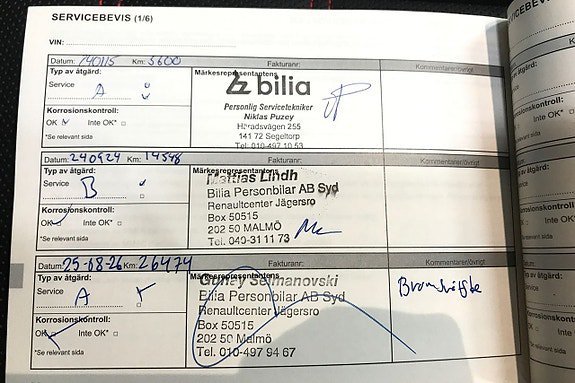 SERVICEBEVIS (1/6)
SERVICEBEVIS
VIN:
Datum: 240115 Km: 5600 Fakturanr: Kommentarer/övrigt
Typ av åtgärd: Märkesrepresentantens
Service A
bilia
Personlig Servicetekniker
Niklas Puzey
Häradsvägen 255
141 72 Segeltorp
Tel: 010-497 10 53
Korrosionskontroll:
OK Inte OK*
*Se relevant sida
Datum: 240924 Km: 14548 Fakturanr: Kommentarer/övrigt
Typ av åtgärd: Märkesrepresentantens
Service B
Mattias Lindh
Bilia Personbilar AB Syd
Renaultcenter Jägersro
Box 50515
202 50 MALMÖ
Tel. 040-31 11 73
Korrosionskontroll:
OK Inte OK*
*Se relevant sida
Datum: 25-08-26 Km: 26474 Fakturanr: Kommentarer/övrigt
Typ av åtgärd: Märkesrepresentantens
Service A
Selmanovski
Bilia Personbilar AB Syd
Renaultcenter Jägersro
Box 50515
202 50 Malmö
Tel. 010-497 94 67
Korrosionskontroll:
OK Inte OK*
*Se relevant sida